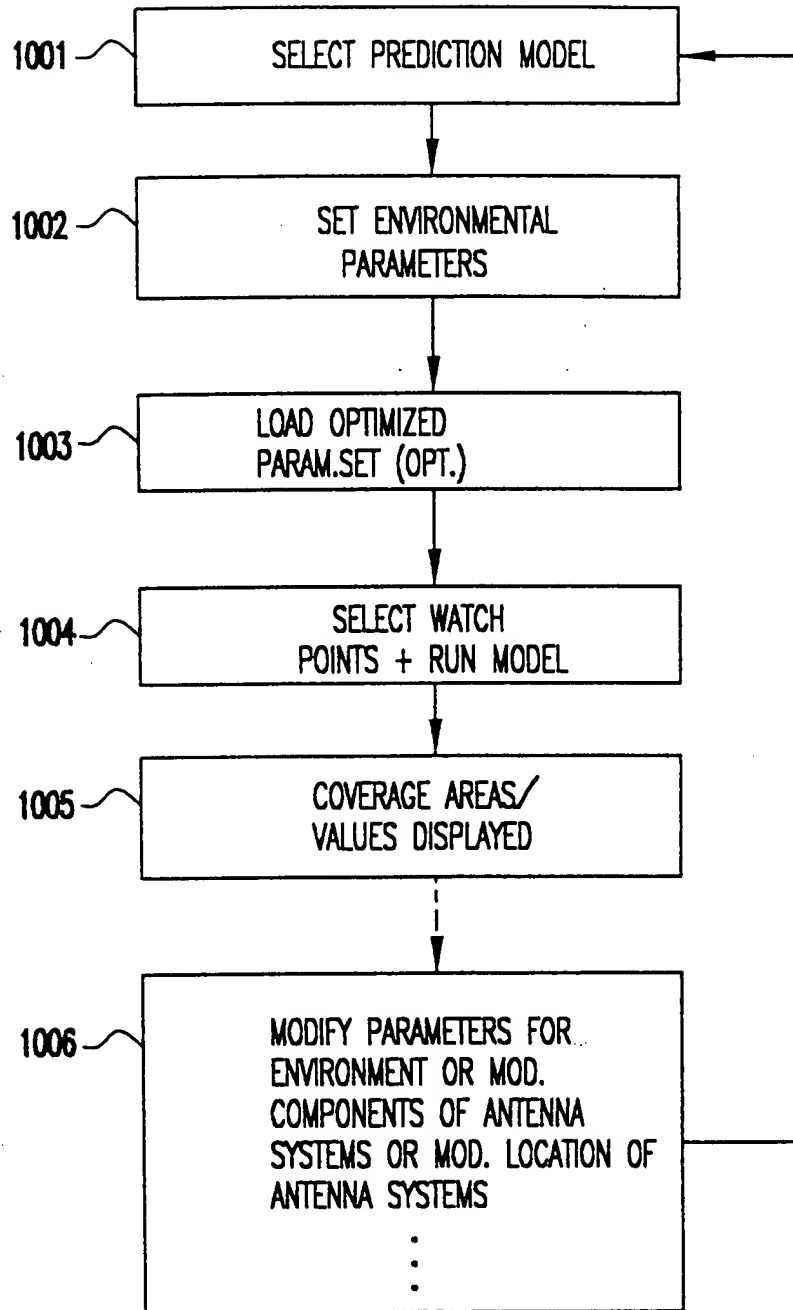 1001
SELECT PREDICTION MODEL
1002
SET ENVIRONMENTAL
PARAMETERS
1003
LOAD OPTIMIZED
PARAM.SET (OPT.)
1004
SELECT WATCH
POINTS + RUN MODEL
1005
COVERAGE AREAS/
VALUES DISPLAYED
1006
MODIFY PARAMETERS FOR
ENVIRONMENT OR MOD.
COMPONENTS OF ANTENNA
SYSTEMS OR MOD. LOCATION OF
ANTENNA SYSTEMS